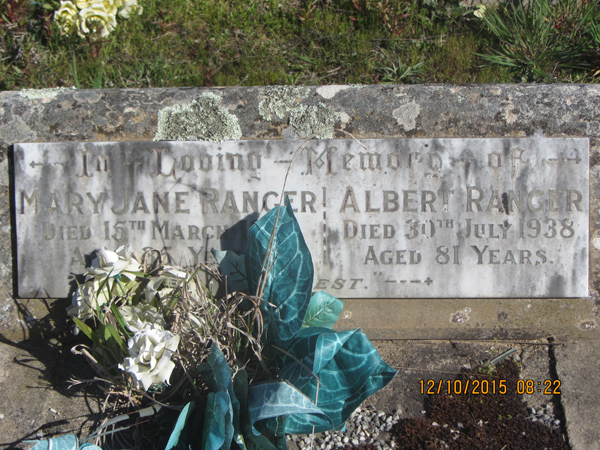 In Loving Memory of
MARY JANE RANGER
DIED 15TH MARCH
ALBERT RANGER
DIED 30TH JULY 1938
AGED 81 YEARS.
EST."
12/10/2015 08:22